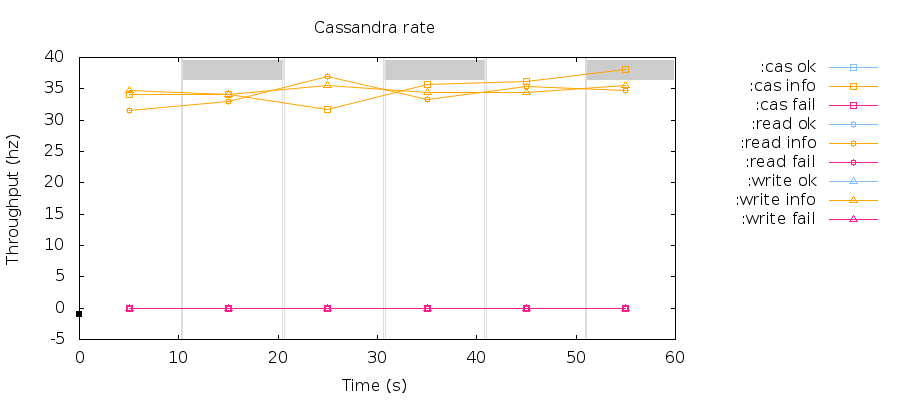 Cassandra rate
Throughput (hz)
40
35
30
25
20
15
10
5
0
-5
0 10 20 30 40 50 60
Time (s)
:cas ok
:cas info
:cas fail
:read ok
:read info
:read fail
:write ok
:write info
:write fail